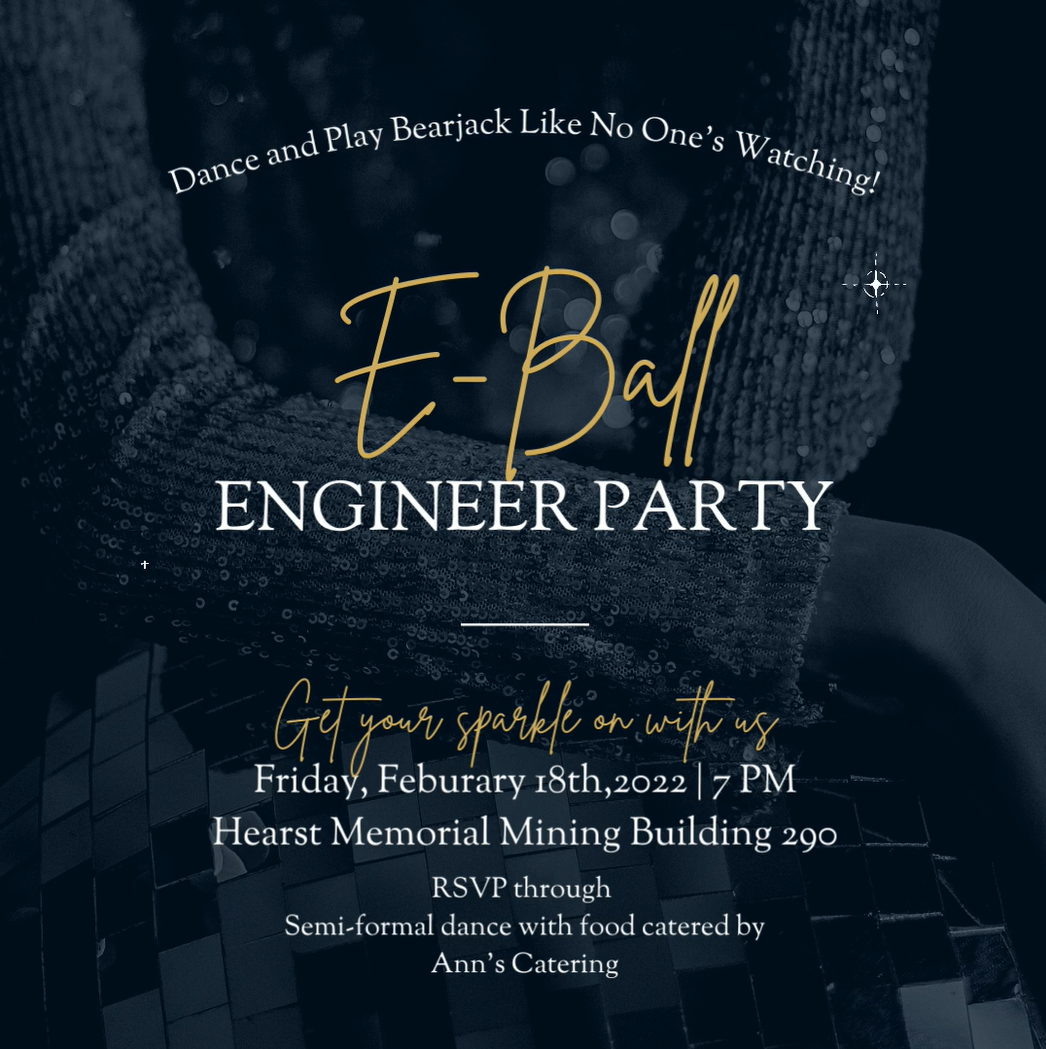 Dance and Play Bearjack Like No One's Watching!
E-Ball
ENGINEER PARTY
Get your sparkle on with us
Friday, Feburary 18th,2022 | 7 PM
Hearst Memorial Mining Building 290
RSVP through
Semi-formal dance with food catered by
Ann's Catering